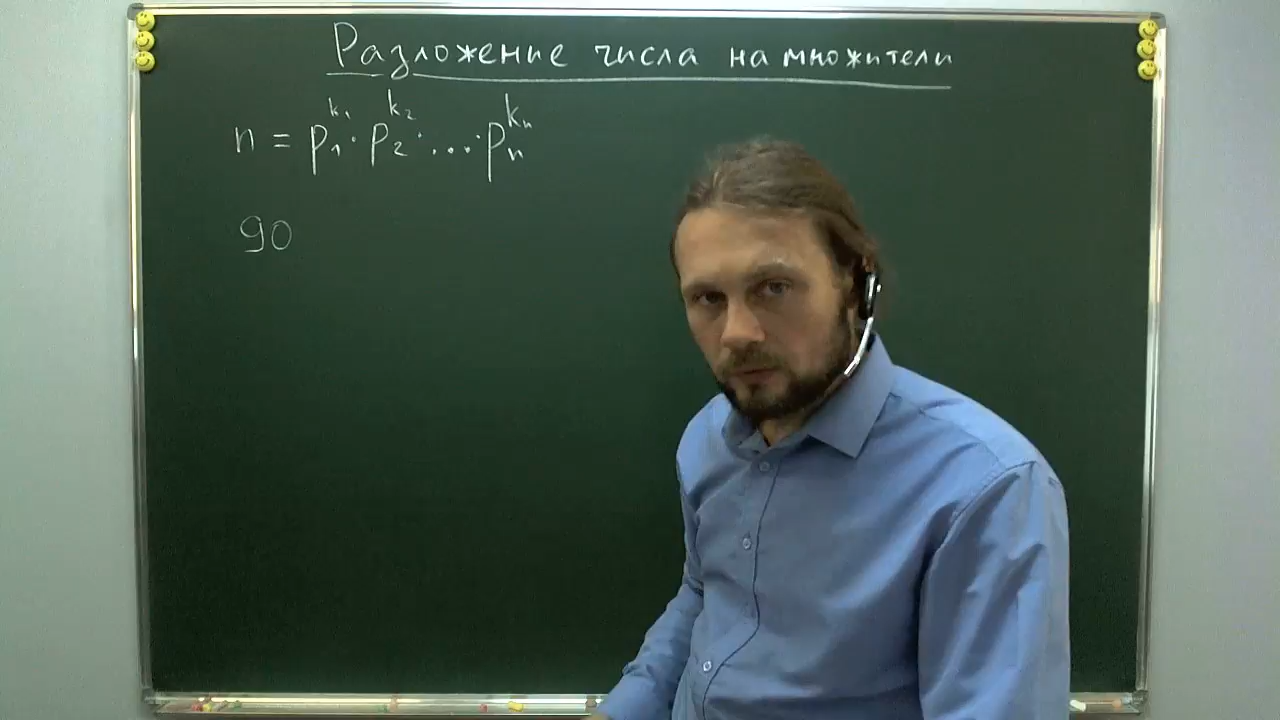 Разложение числа на множители
n = p₁^k₁ · p₂^k₂ · ... · pₙ^kₙ
90